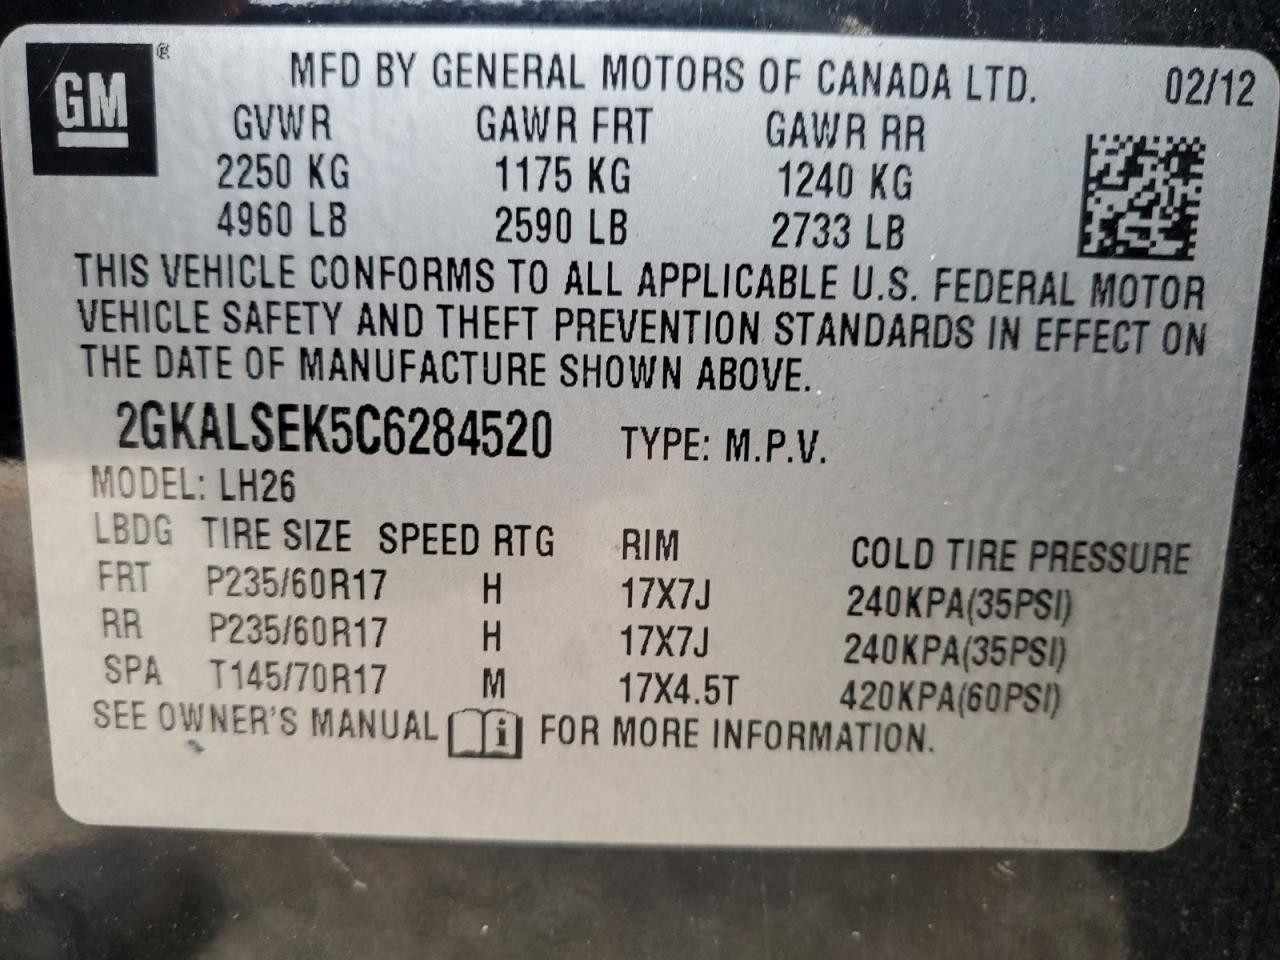 GM ®
MFD BY GENERAL MOTORS OF CANADA LTD. 02/12
GVWR GAWR FRT GAWR RR
2250 KG 1175 KG 1240 KG
4960 LB 2590 LB 2733 LB
THIS VEHICLE CONFORMS TO ALL APPLICABLE U.S. FEDERAL MOTOR
VEHICLE SAFETY AND THEFT PREVENTION STANDARDS IN EFFECT ON
THE DATE OF MANUFACTURE SHOWN ABOVE.
2GKALSEK5C6284520 TYPE: M.P.V.
MODEL: LH26
LBDG TIRE SIZE SPEED RTG RIM COLD TIRE PRESSURE
FRT P235/60R17 H 17X7J 240KPA(35PSI)
RR P235/60R17 H 17X7J 240KPA(35PSI)
SPA T145/70R17 M 17X4.5T 420KPA(60PSI)
SEE OWNER'S MANUAL i FOR MORE INFORMATION.